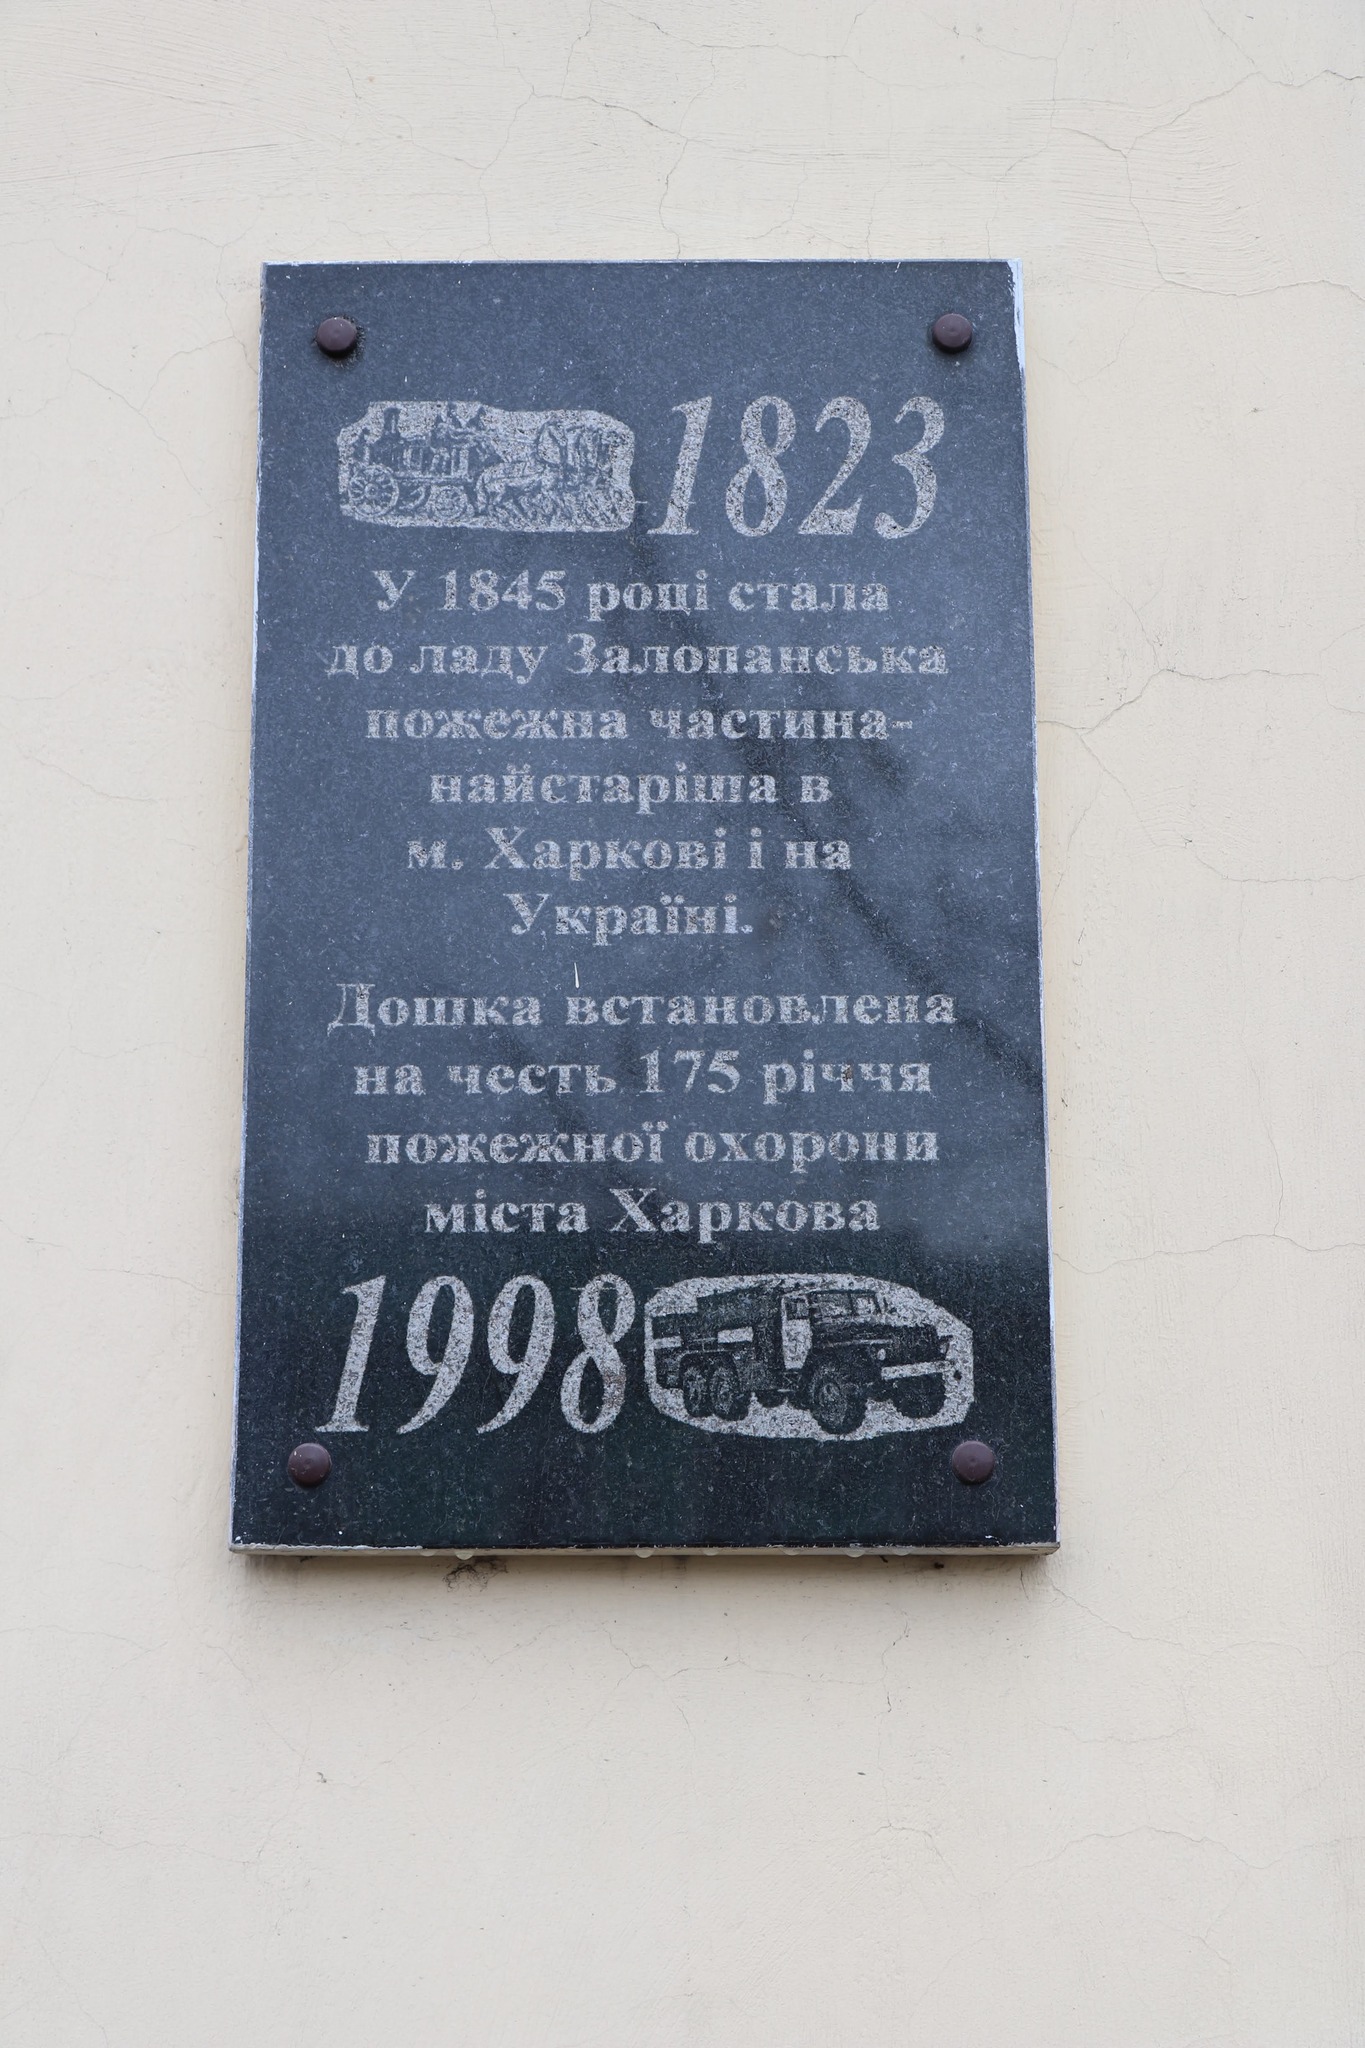 1823
У 1845 році стала
до ладу Залопанська
пожежна частина-
найстаріша в
м. Харкові і на
Україні.
Дошка встановлена
на честь 175 річчя
пожежної охорони
міста Харкова
1998